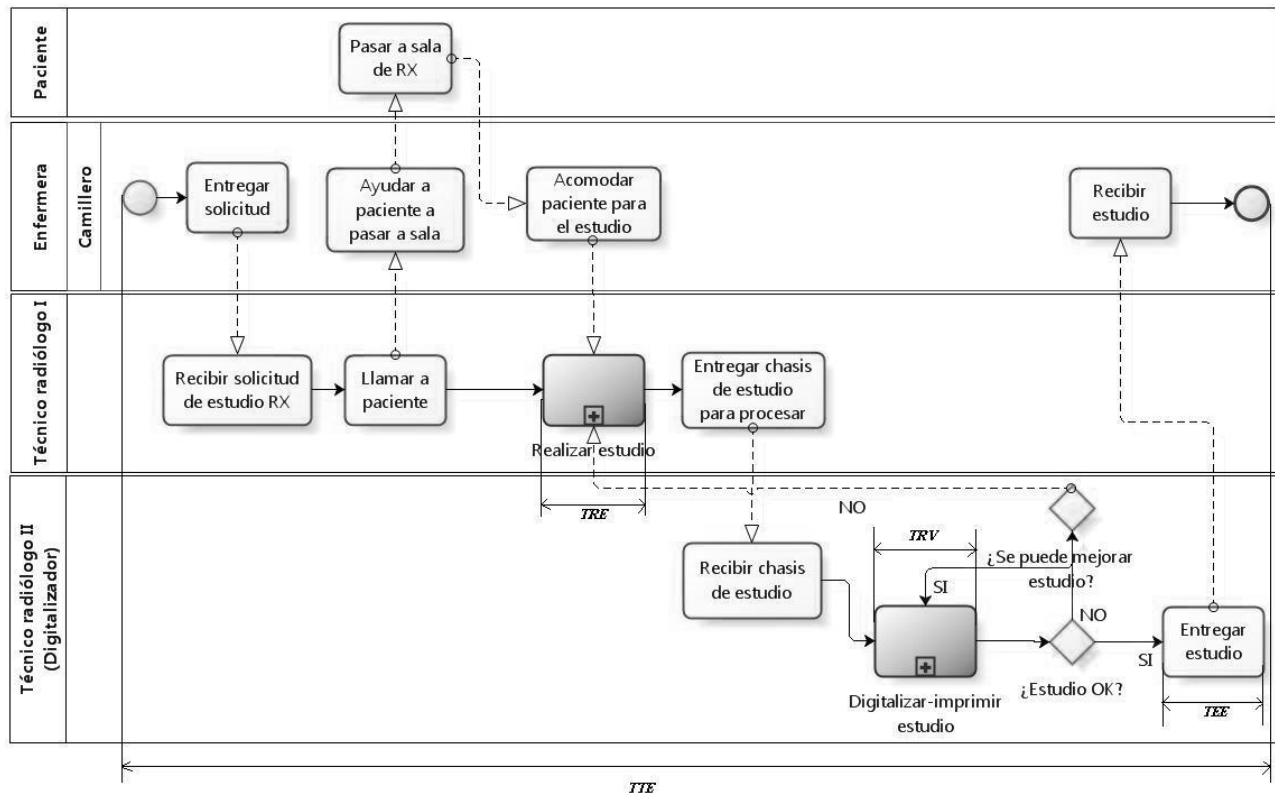 Paciente
Pasar a sala
de RX
Enfermera
Camillero
Entregar
solicitud
Ayudar a
paciente a
pasar a sala
Acomodar
paciente para
el estudio
Recibir
estudio
Técnico radiólogo I
Recibir solicitud
de estudio RX
Llamar a
paciente
Realizar estudio
Entregar chasis
de estudio
para procesar
TRE
Técnico radiólogo II
(Digitalizador)
Recibir chasis
de estudio
TRV
NO
¿Se puede mejorar
estudio?
SI
Digitalizar-imprimir
estudio
NO
¿Estudio OK?
SI
Entregar
estudio
TEE
TTE